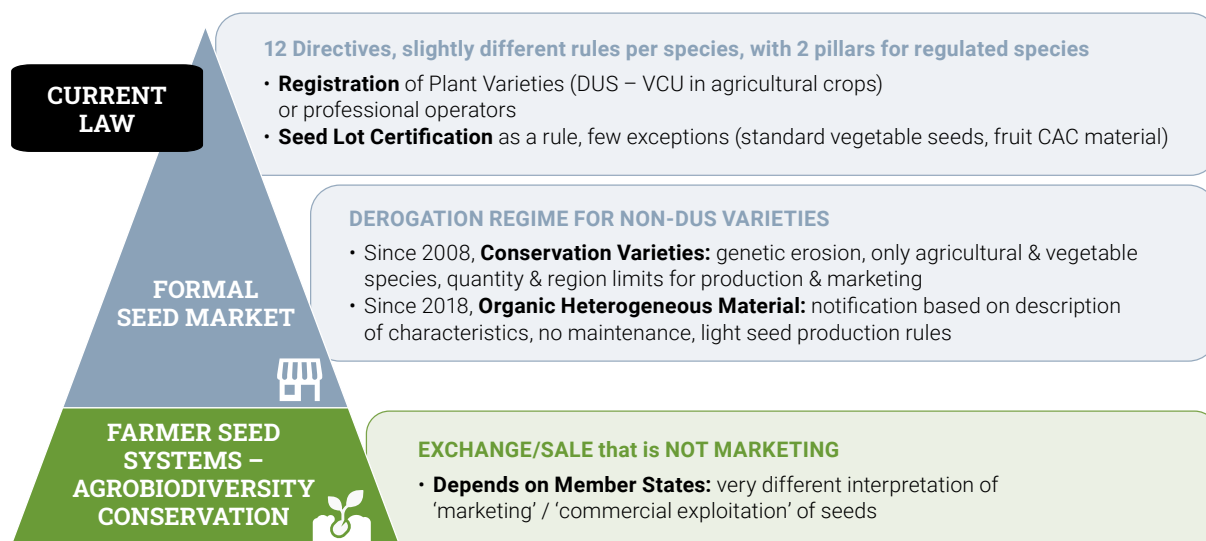 CURRENT
LAW
12 Directives, slightly different rules per species, with 2 pillars for regulated species
• Registration of Plant Varieties (DUS – VCU in agricultural crops)
or professional operators
• Seed Lot Certification as a rule, few exceptions (standard vegetable seeds, fruit CAC material)
FORMAL
SEED MARKET
DEROGATION REGIME FOR NON-DUS VARIETIES
• Since 2008, Conservation Varieties: genetic erosion, only agricultural & vegetable
species, quantity & region limits for production & marketing
• Since 2018, Organic Heterogeneous Material: notification based on description
of characteristics, no maintenance, light seed production rules
FARMER SEED
SYSTEMS –
AGROBIODIVERSITY
CONSERVATION
EXCHANGE/SALE that is NOT MARKETING
• Depends on Member States: very different interpretation of
'marketing' / 'commercial exploitation' of seeds